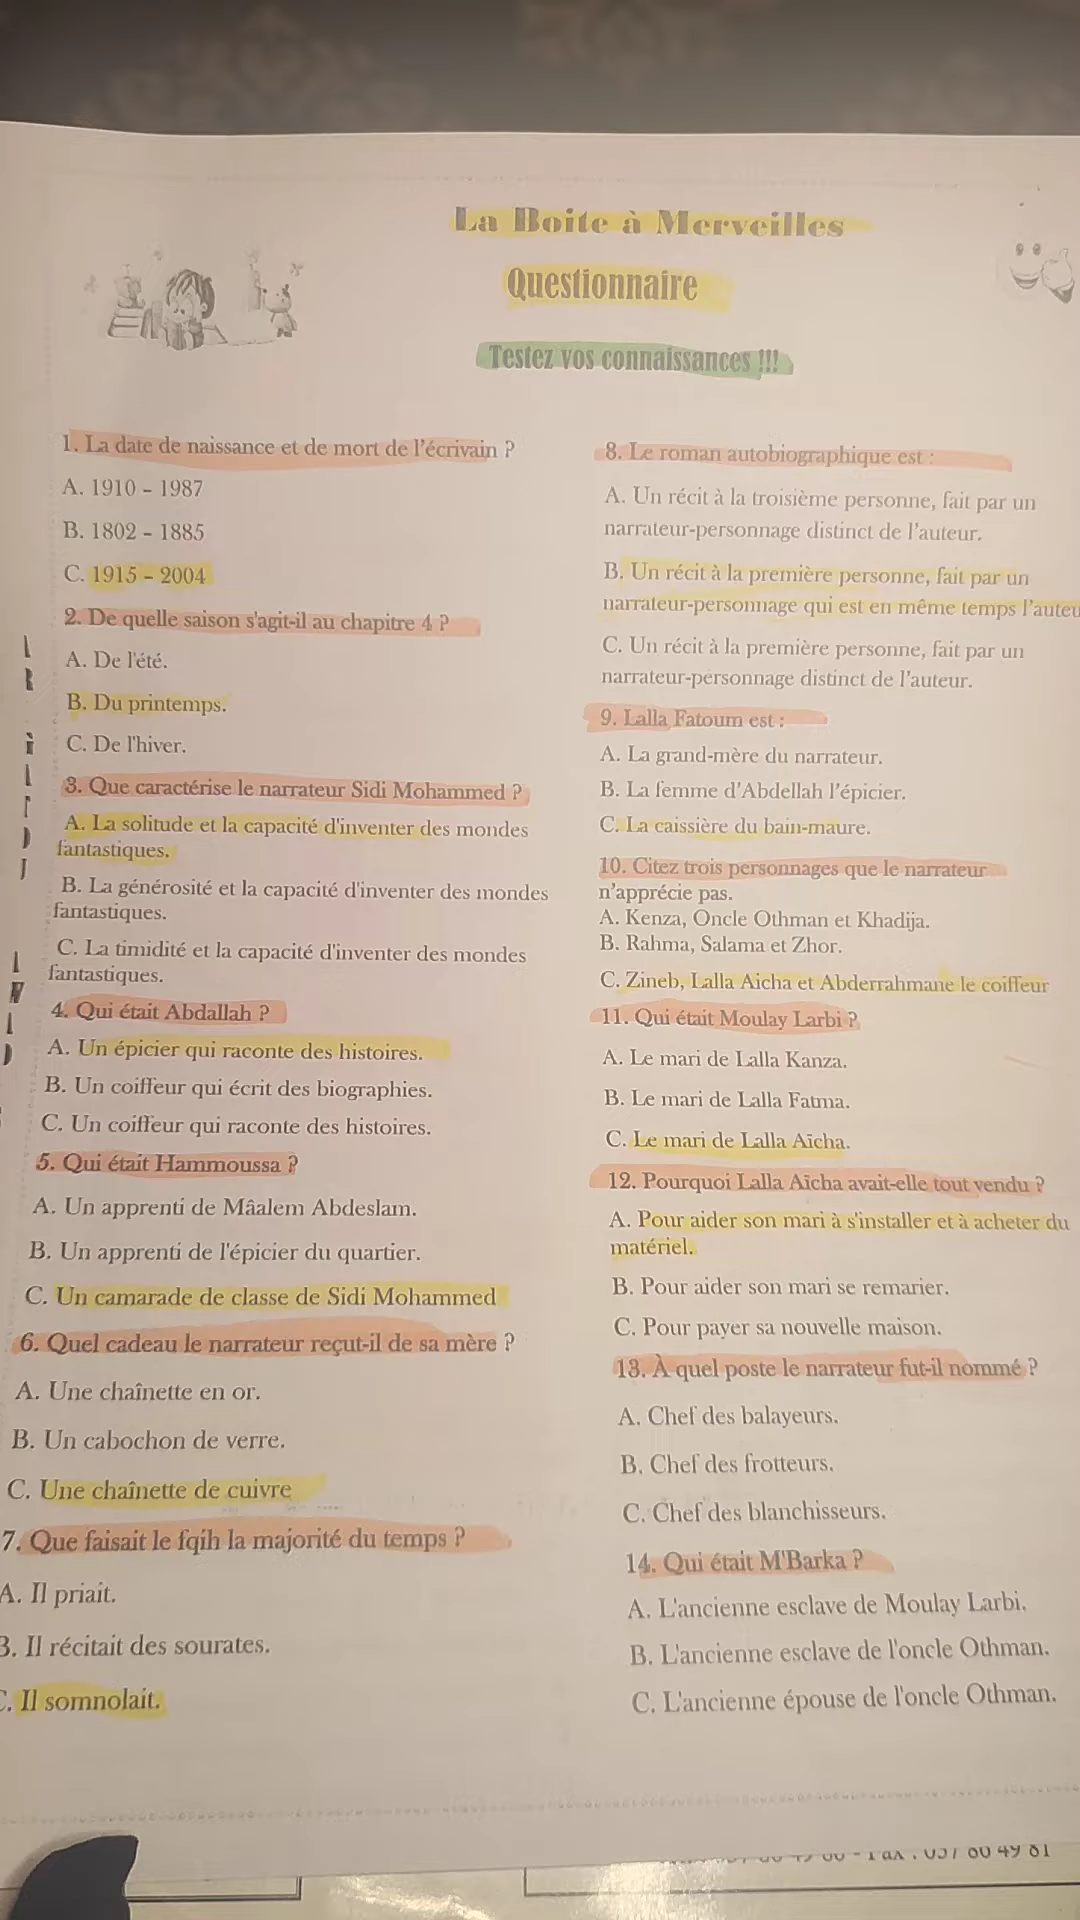 La Boite à Merveilles
Questionnaire
Testez vos connaissances !!!
1. La date de naissance et de mort de l'écrivain ?
A. 1910 – 1987
B. 1802 – 1885
C. 1915 – 2004
2. De quelle saison s'agit-il au chapitre 4 ?
A. De l'été.
B. Du printemps.
C. De l'hiver.
3. Que caractérise le narrateur Sidi Mohammed ?
A. La solitude et la capacité d'inventer des mondes
fantastiques.
B. La générosité et la capacité d'inventer des mondes
fantastiques.
C. La timidité et la capacité d'inventer des mondes
fantastiques.
4. Qui était Abdallah ?
A. Un épicier qui raconte des histoires.
B. Un coiffeur qui écrit des biographies.
C. Un coiffeur qui raconte des histoires.
5. Qui était Hammoussa ?
A. Un apprenti de Mâalem Abdeslam.
B. Un apprenti de l'épicier du quartier.
C. Un camarade de classe de Sidi Mohammed
6. Quel cadeau le narrateur reçut-il de sa mère ?
A. Une chaînette en or.
B. Un cabochon de verre.
C. Une chaînette de cuivre
7. Que faisait le fqih la majorité du temps ?
A. Il priait.
B. Il récitait des sourates.
C. Il somnolait.
8. Le roman autobiographique est :
A. Un récit à la troisième personne, fait par un
narrateur-personnage distinct de l'auteur.
B. Un récit à la première personne, fait par un
narrateur-personnage qui est en même temps l'auteu
C. Un récit à la première personne, fait par un
narrateur-personnage distinct de l'auteur.
9. Lalla Fatoum est :
A. La grand-mère du narrateur.
B. La femme d'Abdellah l'épicier.
C. La caissière du bain-maure.
10. Citez trois personnages que le narrateur
n'apprécie pas.
A. Kenza, Oncle Othman et Khadija.
B. Rahma, Salama et Zhor.
C. Zineb, Lalla Aicha et Abderrahmane le coiffeur
11. Qui était Moulay Larbi ?
A. Le mari de Lalla Kanza.
B. Le mari de Lalla Fatma.
C. Le mari de Lalla Aïcha.
12. Pourquoi Lalla Aïcha avait-elle tout vendu ?
A. Pour aider son mari à s'installer et à acheter du
matériel.
B. Pour aider son mari se remarier.
C. Pour payer sa nouvelle maison.
13. À quel poste le narrateur fut-il nommé ?
A. Chef des balayeurs.
B. Chef des frotteurs.
C. Chef des blanchisseurs.
14. Qui était M'Barka ?
A. L'ancienne esclave de Moulay Larbi.
B. L'ancienne esclave de l'oncle Othman.
C. L'ancienne épouse de l'oncle Othman.